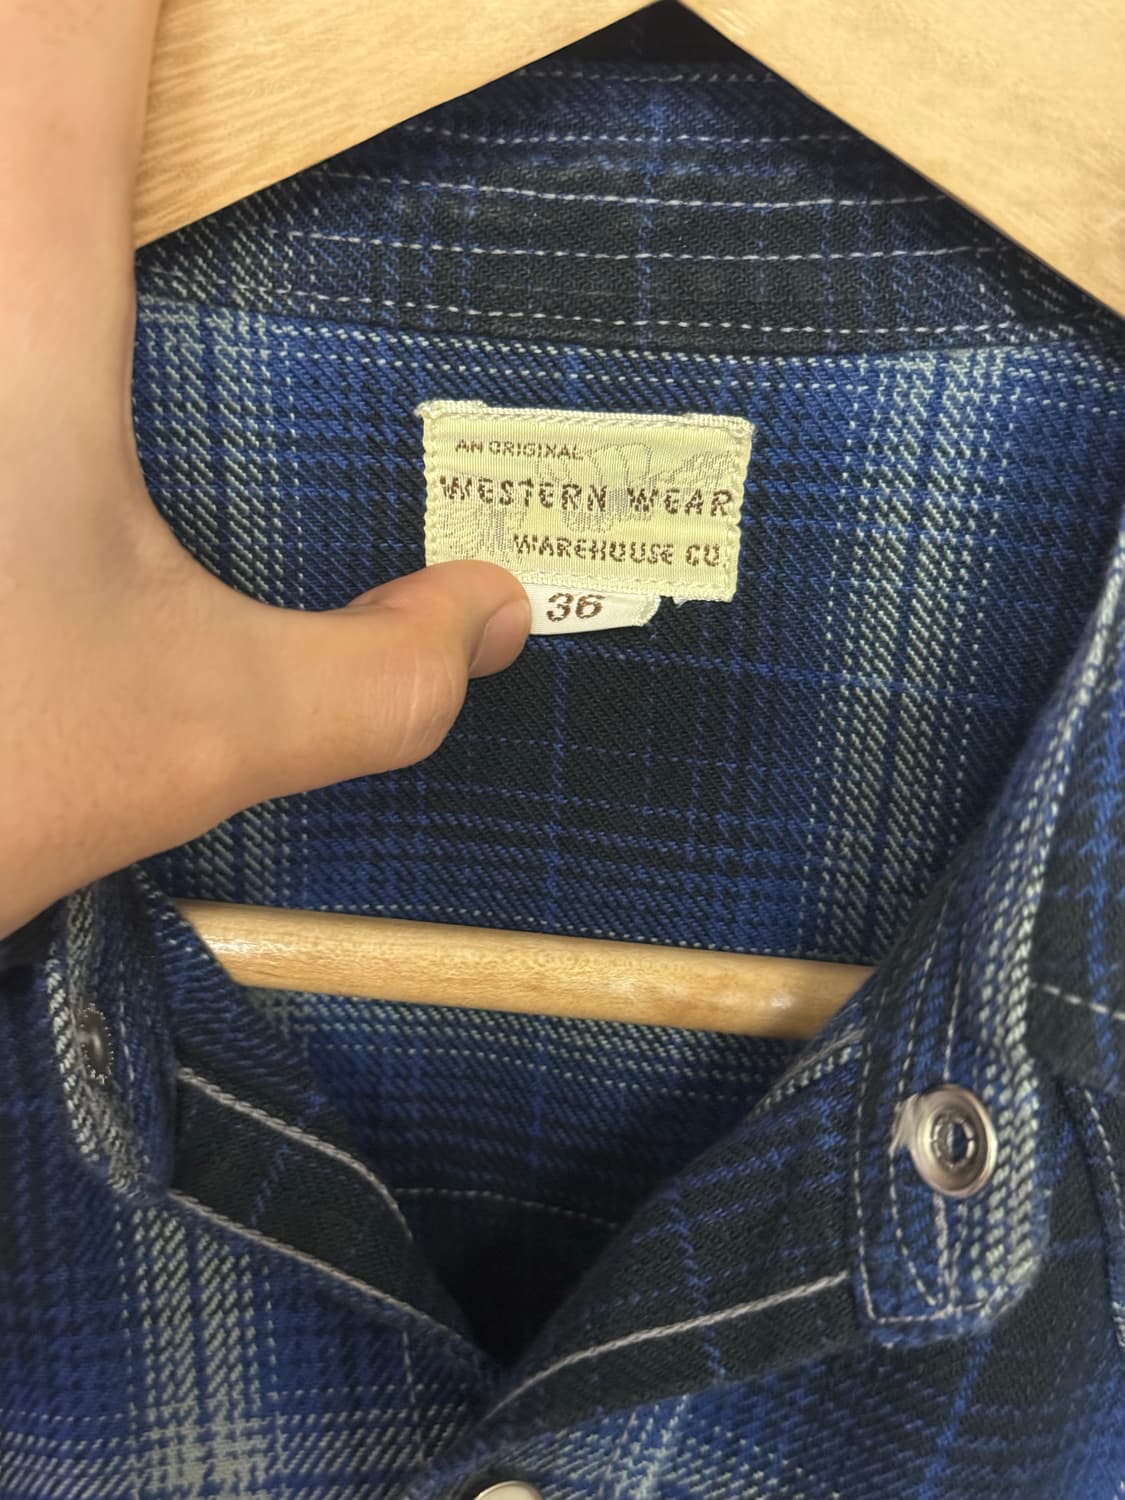 AN ORIGINAL
WESTERN WEAR
WAREHOUSE CO.
36